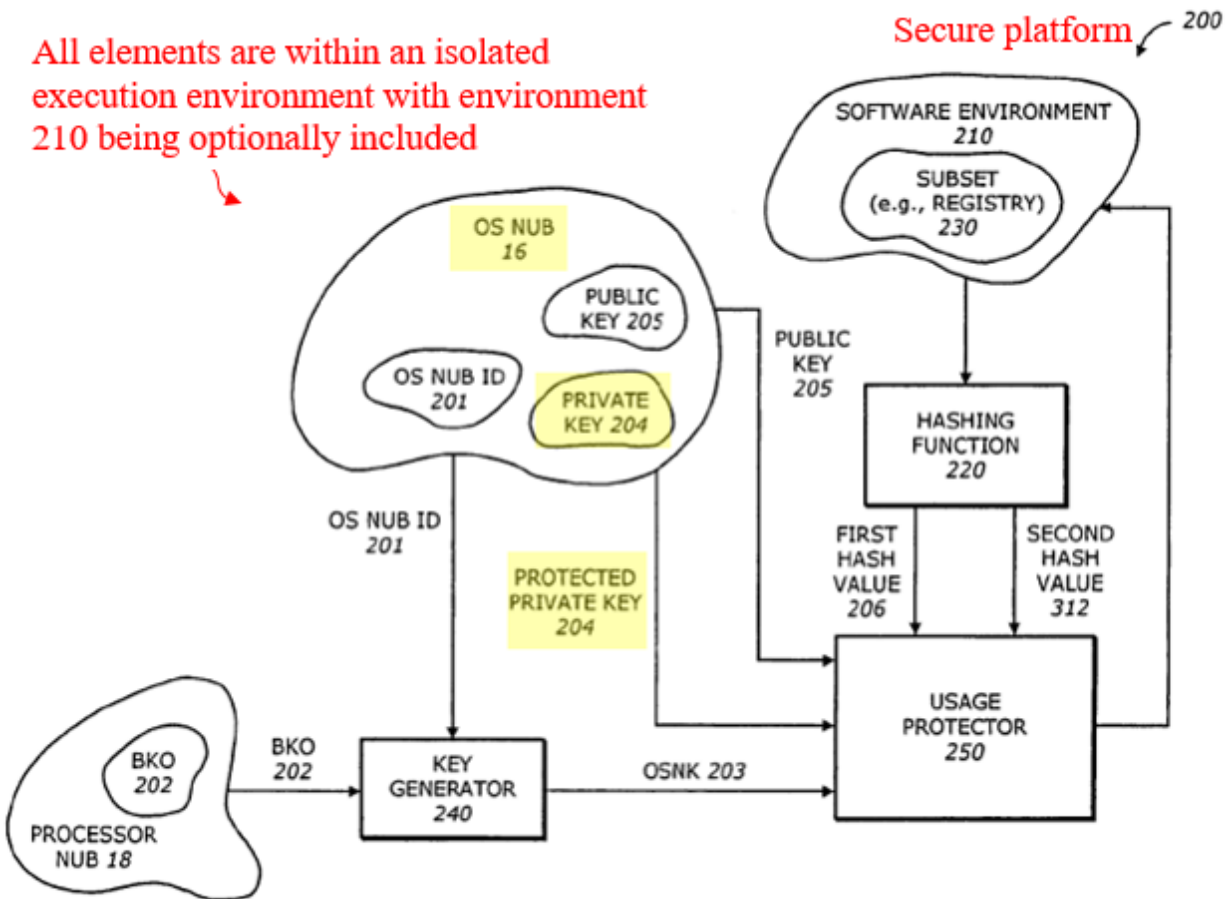 All elements are within an isolated
execution environment with environment
210 being optionally included
Secure platform
200
SOFTWARE ENVIRONMENT
210
SUBSET
(e.g., REGISTRY)
230
OS NUB
16
PUBLIC
KEY 205
OS NUB ID
201
PRIVATE
KEY 204
PUBLIC
KEY
205
HASHING
FUNCTION
220
OS NUB ID
201
PROTECTED
PRIVATE KEY
204
FIRST
HASH
VALUE
206
SECOND
HASH
VALUE
312
BKO
202
PROCESSOR
NUB 18
BKO
202
KEY
GENERATOR
240
OSNK 203
USAGE
PROTECTOR
250